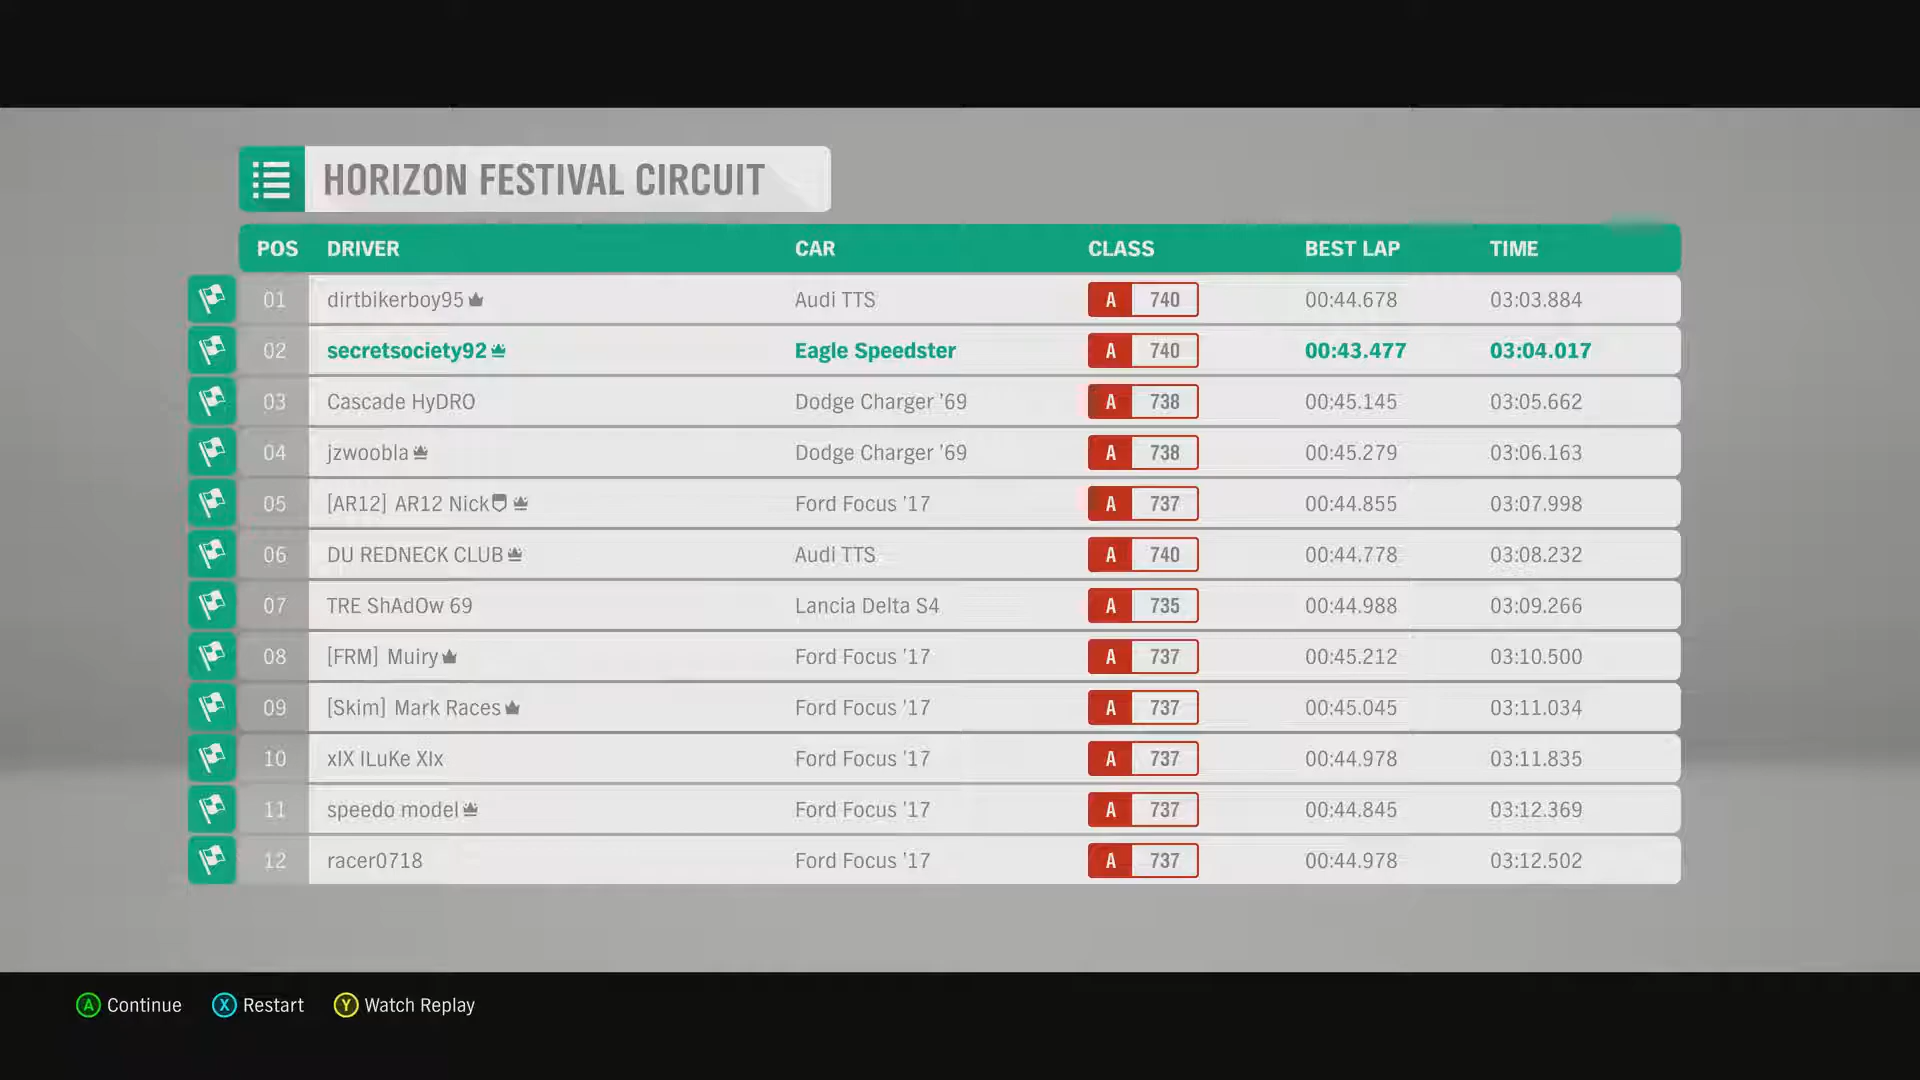 HORIZON FESTIVAL CIRCUIT
POS DRIVER CAR CLASS BEST LAP TIME
01 dirtbikerboy95 Audi TTS A 740 00:44.678 03:03.884
02 secretsociety92 Eagle Speedster A 740 00:43.477 03:04.017
03 Cascade HyDRO Dodge Charger '69 A 738 00:45.145 03:05.662
04 jzwoobla Dodge Charger '69 A 738 00:45.279 03:06.163
05 [AR12] AR12 Nick Ford Focus '17 A 737 00:44.855 03:07.998
06 DU REDNECK CLUB Audi TTS A 740 00:44.778 03:08.232
07 TRE ShAdOw 69 Lancia Delta S4 A 735 00:44.988 03:09.266
08 [FRM] Muiry Ford Focus '17 A 737 00:45.212 03:10.500
09 [Skim] Mark Races Ford Focus '17 A 737 00:45.045 03:11.034
10 xIX ILuKe XIx Ford Focus '17 A 737 00:44.978 03:11.835
11 speedo model Ford Focus '17 A 737 00:44.845 03:12.369
12 racer0718 Ford Focus '17 A 737 00:44.978 03:12.502
A Continue X Restart Y Watch Replay